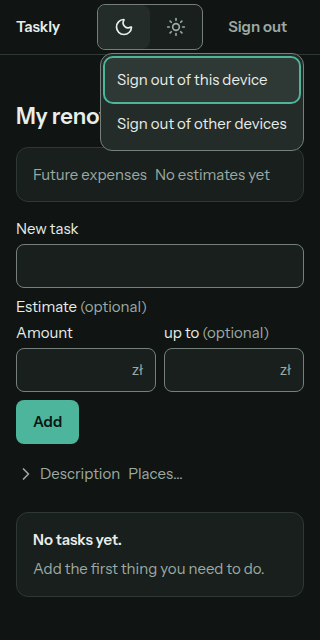 Taskly Sign out
Sign out of this device
Sign out of other devices
My reno
Future expenses No estimates yet
New task
Estimate (optional)
Amount up to (optional)
zł zł
Add
Description Places...
No tasks yet.
Add the first thing you need to do.